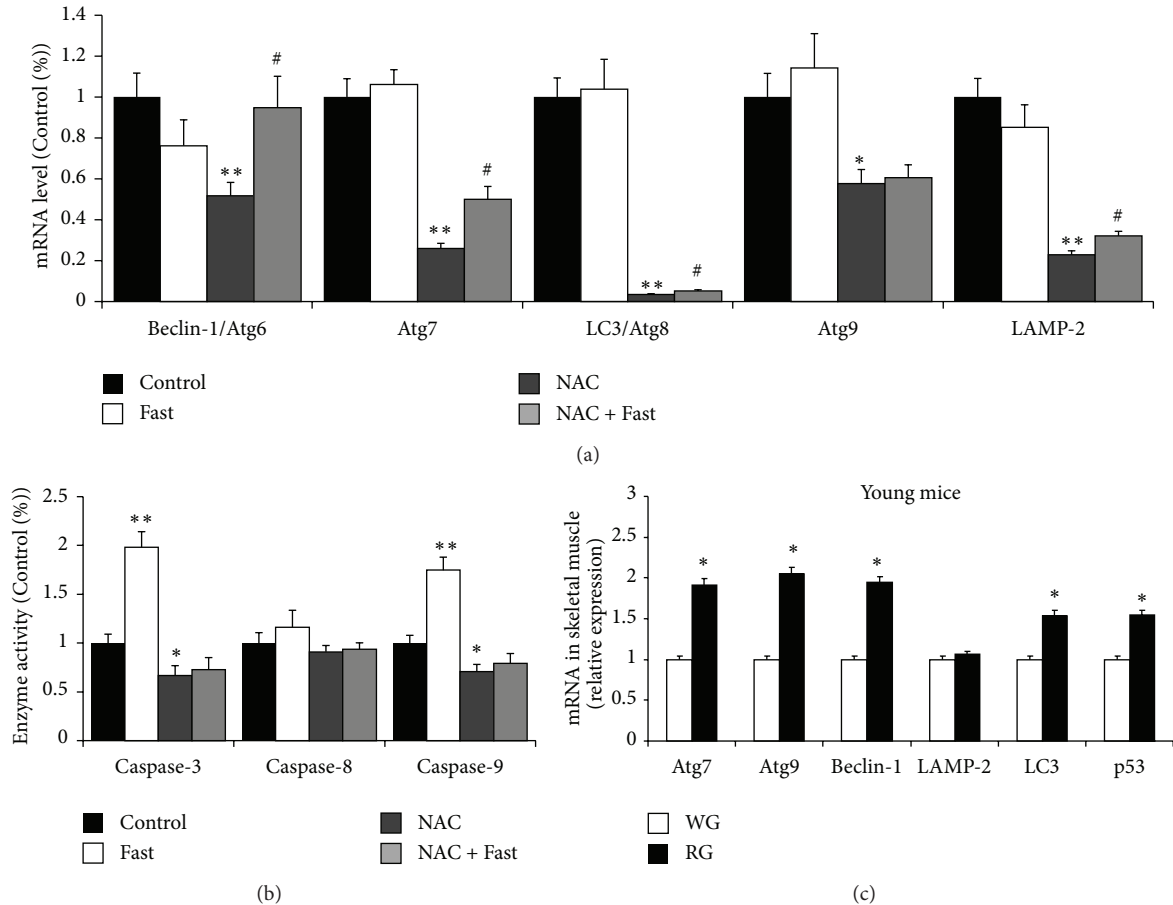 1.4
1.2
1
0.8
0.6
0.4
0.2
0
mRNA level (Control (%))
**
#
**
#
**
#
*
**
#
Beclin-1/Atg6 Atg7 LC3/Atg8 Atg9 LAMP-2
Control NAC
Fast NAC + Fast
(a)
2.5
2
1.5
1
0.5
0
Enzyme activity (Control (%))
**
*
**
*
Caspase-3 Caspase-8 Caspase-9
Control NAC
Fast NAC + Fast
(b)
Young mice
3
2.5
2
1.5
1
0.5
0
mRNA in skeletal muscle
(relative expression)
*
*
*
*
*
Atg7 Atg9 Beclin-1 LAMP-2 LC3 p53
WG
RG
(c)